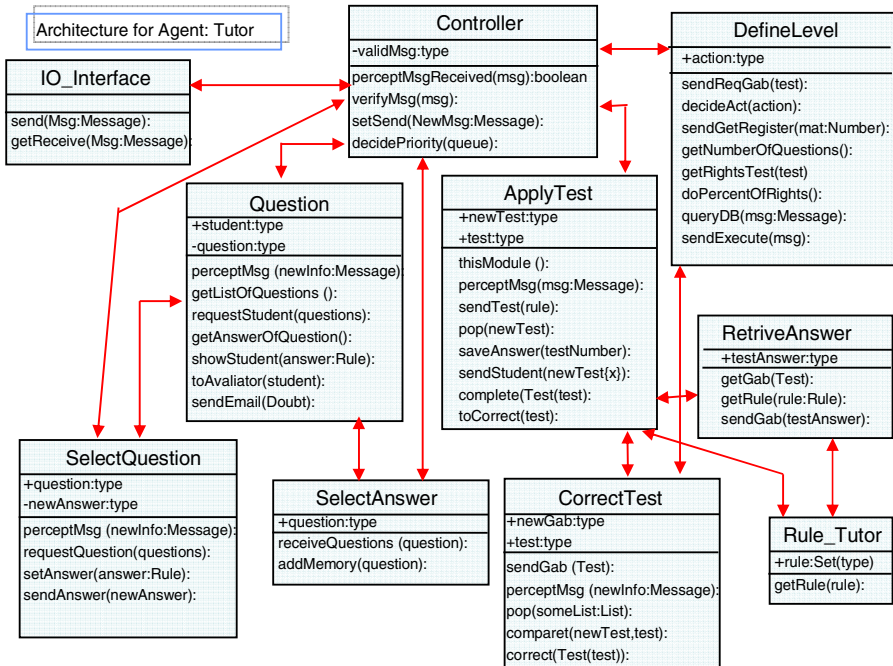 Architecture for Agent: Tutor
Controller
-validMsg:type
perceptMsgReceived(msg):boolean
verifyMsg(msg):
setSend(NewMsg:Message):
decidePriority(queue):
DefineLevel
+action:type
sendReqGab(test):
decideAct(action):
sendGetRegister(mat:Number):
getNumberOfQuestions():
getRightsTest(test)
doPercentOfRights():
queryDB(msg:Message):
sendExecute(msg):
IO_Interface
send(Msg:Message):
getReceive(Msg:Message):
Question
+student:type
-question:type
perceptMsg (newInfo:Message):
getListOfQuestions ():
requestStudent(questions):
getAnswerOfQuestion():
showStudent(answer:Rule):
toAvaliator(student):
sendEmail(Doubt):
ApplyTest
+newTest:type
+test:type
thisModule ():
perceptMsg(msg:Message):
sendTest(rule):
pop(newTest):
saveAnswer(testNumber):
sendStudent(newTest{x}):
complete(Test(test):
toCorrect(test):
RetriveAnswer
+testAnswer:type
getGab(Test):
getRule(rule:Rule):
sendGab(testAnswer):
SelectQuestion
+question:type
-newAnswer:type
perceptMsg (newInfo:Message):
requestQuestion(questions):
setAnswer(answer:Rule):
sendAnswer(newAnswer):
SelectAnswer
+question:type
receiveQuestions (question):
addMemory(question):
CorrectTest
+newGab:type
+test:type
sendGab (Test):
perceptMsg (newInfo:Message):
pop(someList:List):
comparet(newTest,test):
correct(Test(test)):
Rule_Tutor
+rule:Set(type)
getRule(rule):